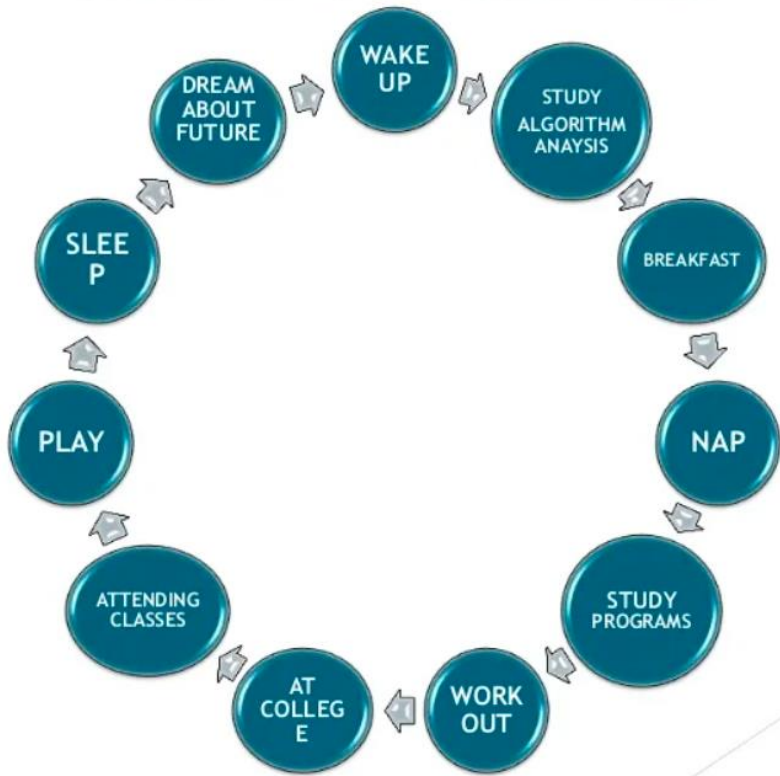 WAKE
UP
STUDY
ALGORITHM
ANAYSIS
BREAKFAST
NAP
STUDY
PROGRAMS
WORK
OUT
AT
COLLEG
E
ATTENDING
CLASSES
PLAY
SLEE
P
DREAM
ABOUT
FUTURE